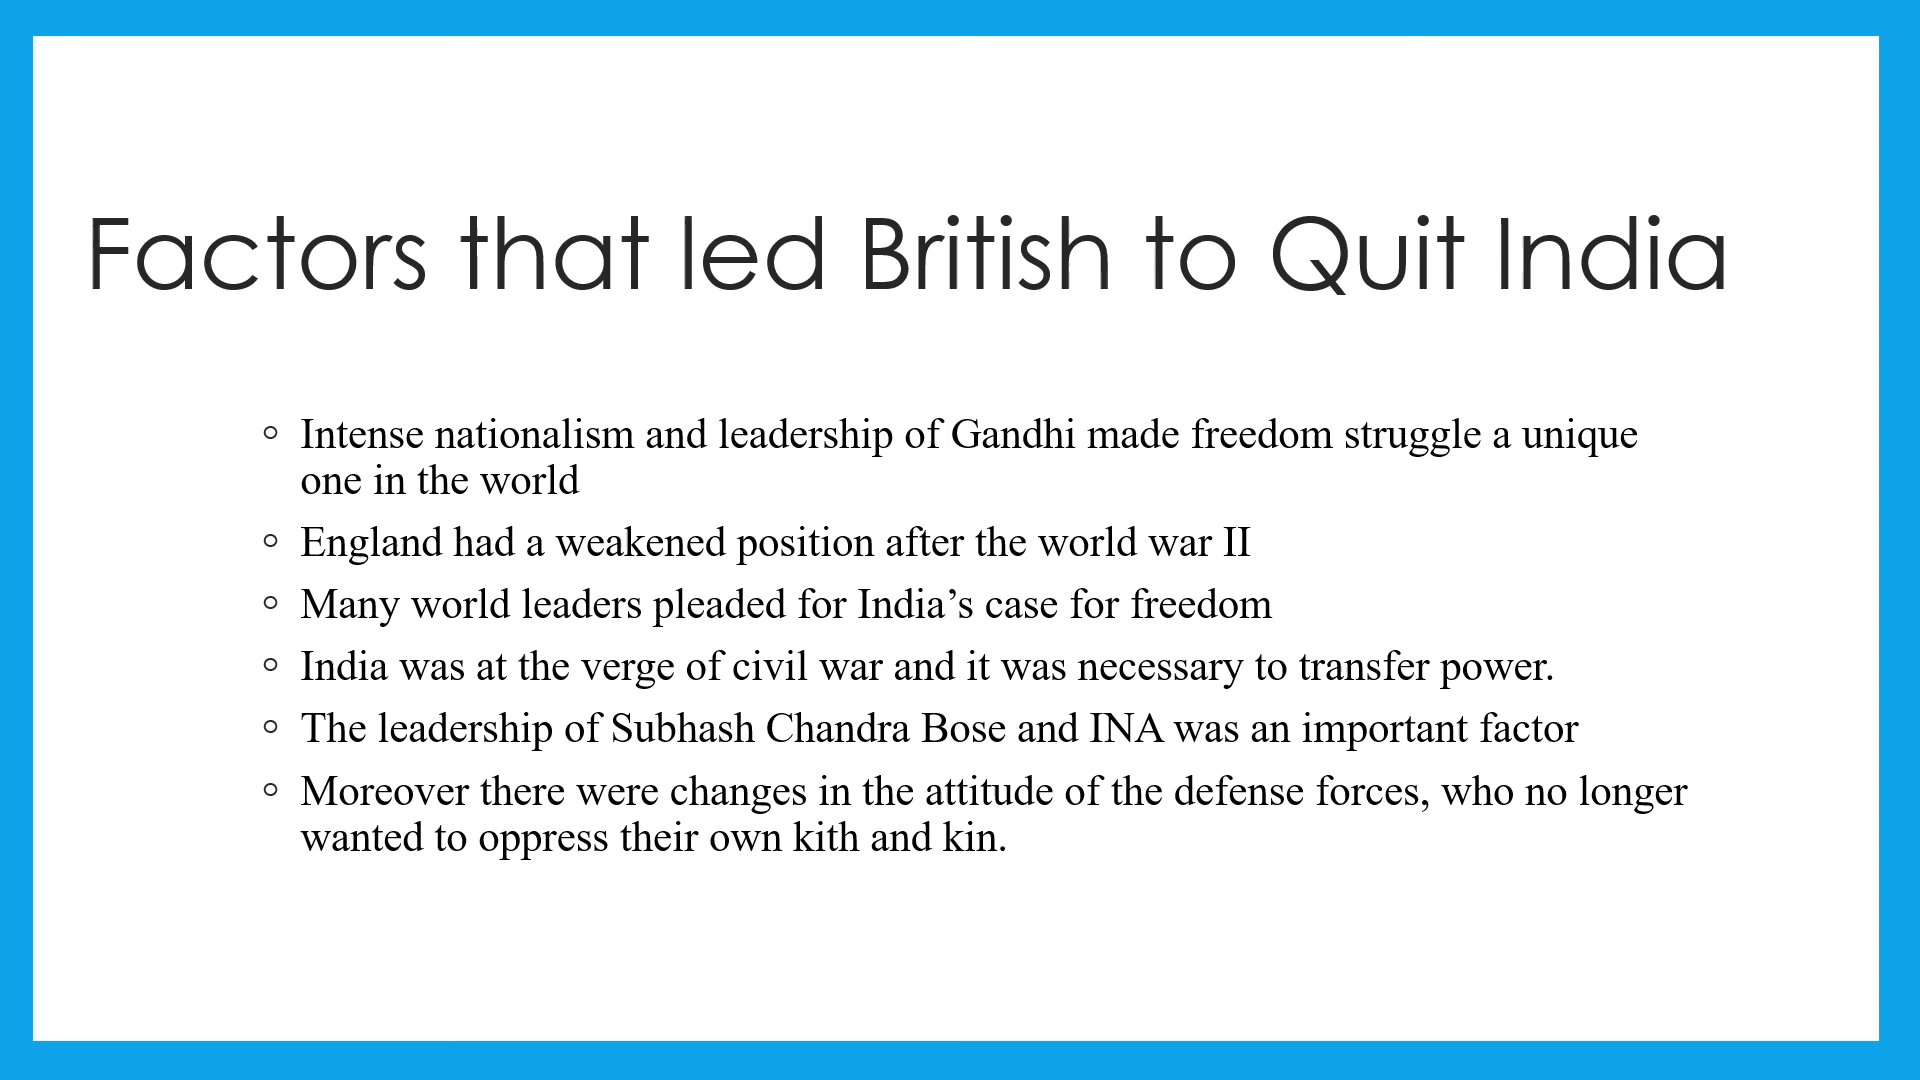 Factors that led British to Quit India
◦ Intense nationalism and leadership of Gandhi made freedom struggle a unique
one in the world
◦ England had a weakened position after the world war II
◦ Many world leaders pleaded for India’s case for freedom
◦ India was at the verge of civil war and it was necessary to transfer power.
◦ The leadership of Subhash Chandra Bose and INA was an important factor
◦ Moreover there were changes in the attitude of the defense forces, who no longer
wanted to oppress their own kith and kin.